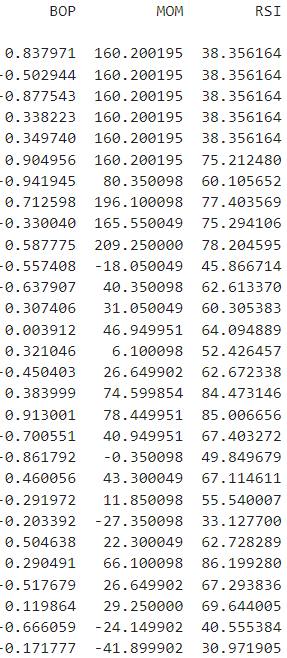 BOP MOM RSI
0.837971 160.200195 38.356164
-0.502944 160.200195 38.356164
-0.877543 160.200195 38.356164
0.338223 160.200195 38.356164
0.349740 160.200195 38.356164
0.904956 160.200195 75.212480
-0.941945 80.350098 60.105652
0.712598 196.100098 77.403569
-0.330040 165.550049 75.294106
0.587775 209.250000 78.204595
-0.557408 -18.050049 45.866714
-0.637907 40.350098 62.613370
0.307406 31.050049 60.305383
0.003912 46.949951 64.094889
0.321046 6.100098 52.426457
-0.450403 26.649902 62.672338
0.383999 74.599854 84.473146
0.913001 78.449951 85.006656
-0.700551 40.949951 67.403272
-0.861792 -0.350098 49.849679
0.460056 43.300049 67.114611
-0.291972 11.850098 55.540007
-0.203392 -27.350098 33.127700
0.504638 22.300049 62.728289
0.290491 66.100098 86.199280
-0.517679 26.649902 67.293836
0.119864 29.250000 69.644005
-0.666059 -24.149902 40.555384
-0.171777 -41.899902 30.971905